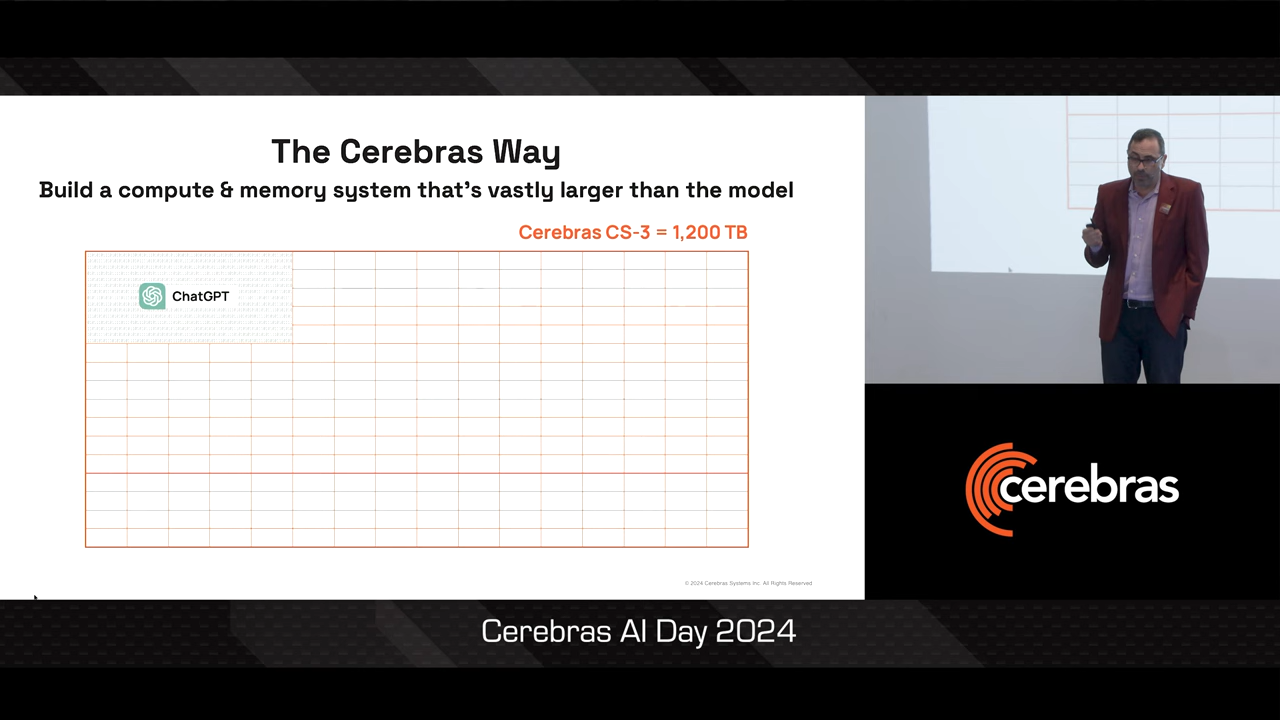 The Cerebras Way
Build a compute & memory system that's vastly larger than the model
Cerebras CS-3 = 1,200 TB
ChatGPT
© 2024 Cerebras Systems Inc. All Rights Reserved
cerebras
Cerebras AI Day 2024